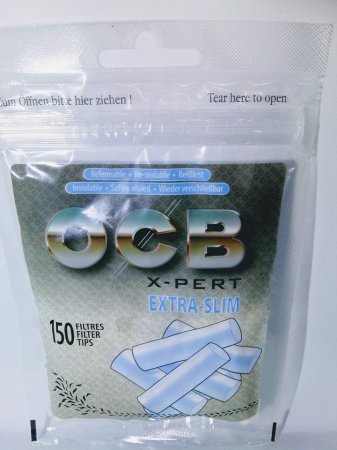 Zum Öffnen bitte hier ziehen !
Tear here to open
Refermable • Re-sealable • Reißfest
Inviolable • Safety sealed • Wieder verschließbar
OCB
X-PERT
EXTRA-SLIM
150 FILTRES
FILTER
TIPS